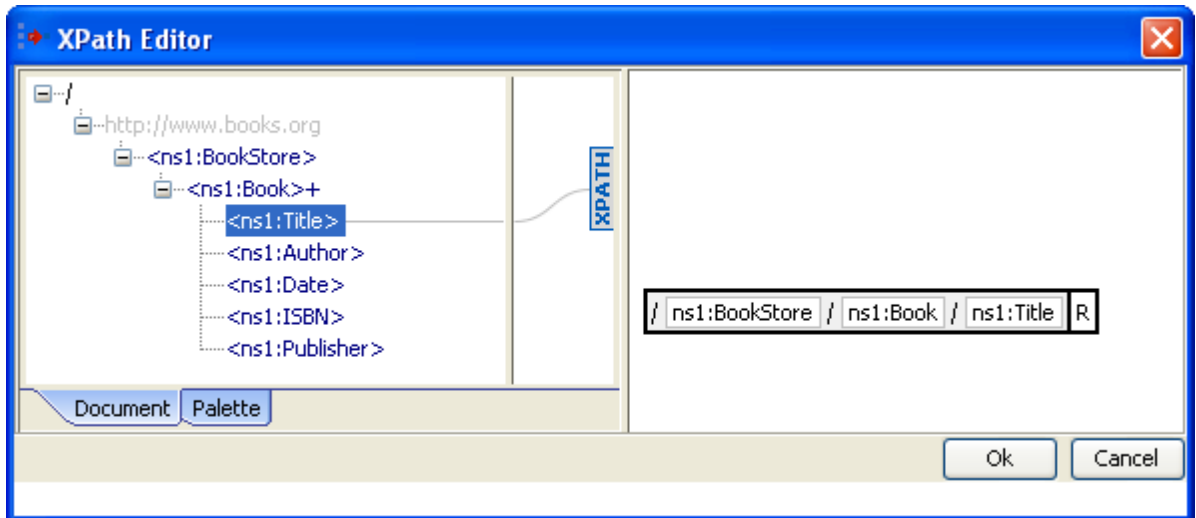 XPath Editor
/
http://www.books.org
<ns1:BookStore>
<ns1:Book>+
<ns1:Title>
<ns1:Author>
<ns1:Date>
<ns1:ISBN>
<ns1:Publisher>
XPATH
/ ns1:BookStore / ns1:Book / ns1:Title R
Document Palette
Ok Cancel